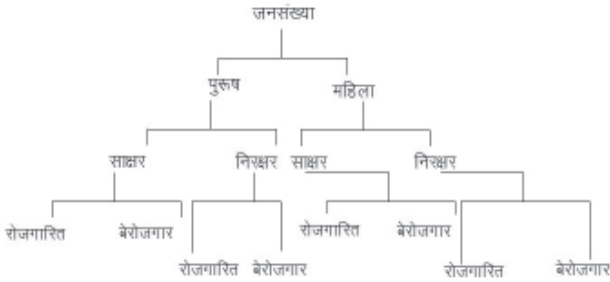 जनसंख्या
पुरूष महिला
साक्षर निरक्षर साक्षर निरक्षर
रोजगारित बेरोजगार रोजगारित बेरोजगार
रोजगारित बेरोजगार रोजगारित बेरोजगार